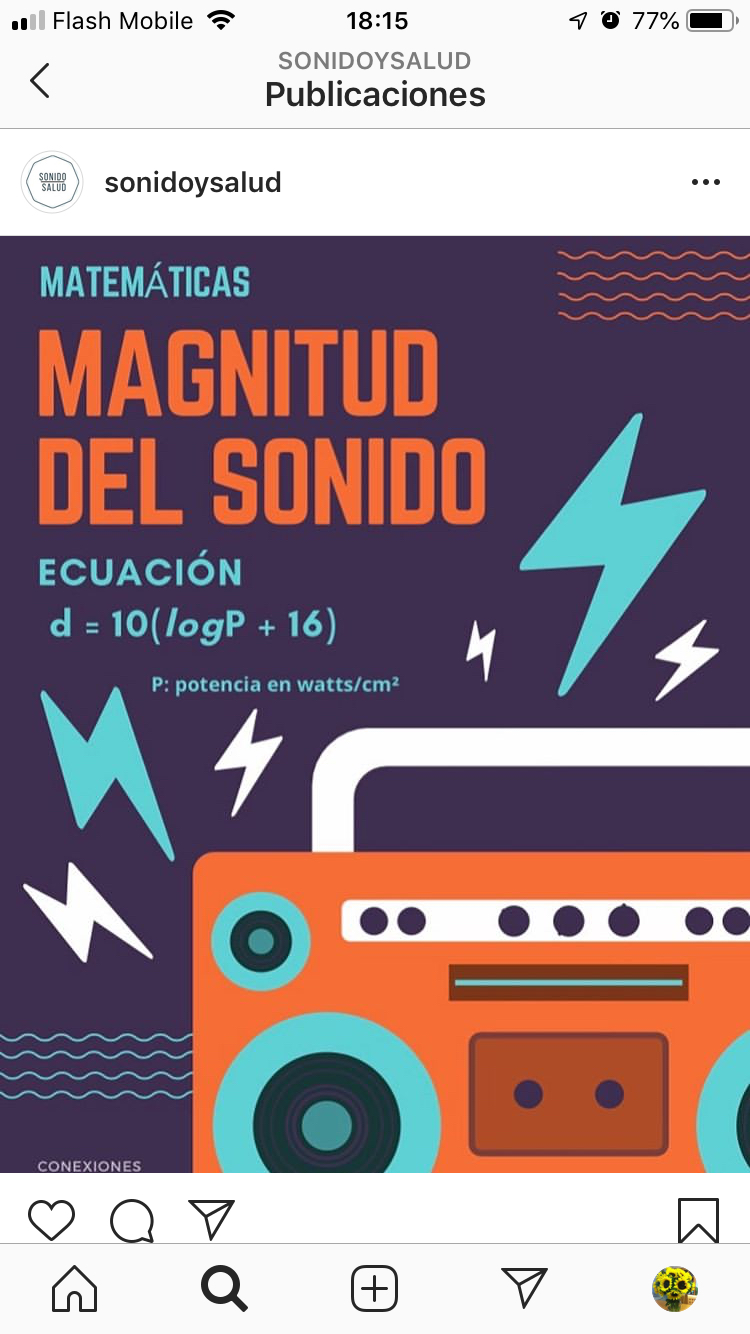 Flash Mobile 18:15 77%
SONIDOYSALUD
Publicaciones
SONIDO
SALUD
sonidoysalud
MATEMÁTICAS
MAGNITUD
DEL SONIDO
ECUACIÓN
d = 10(logP + 16)
P: potencia en watts/cm²
CONEXIONES